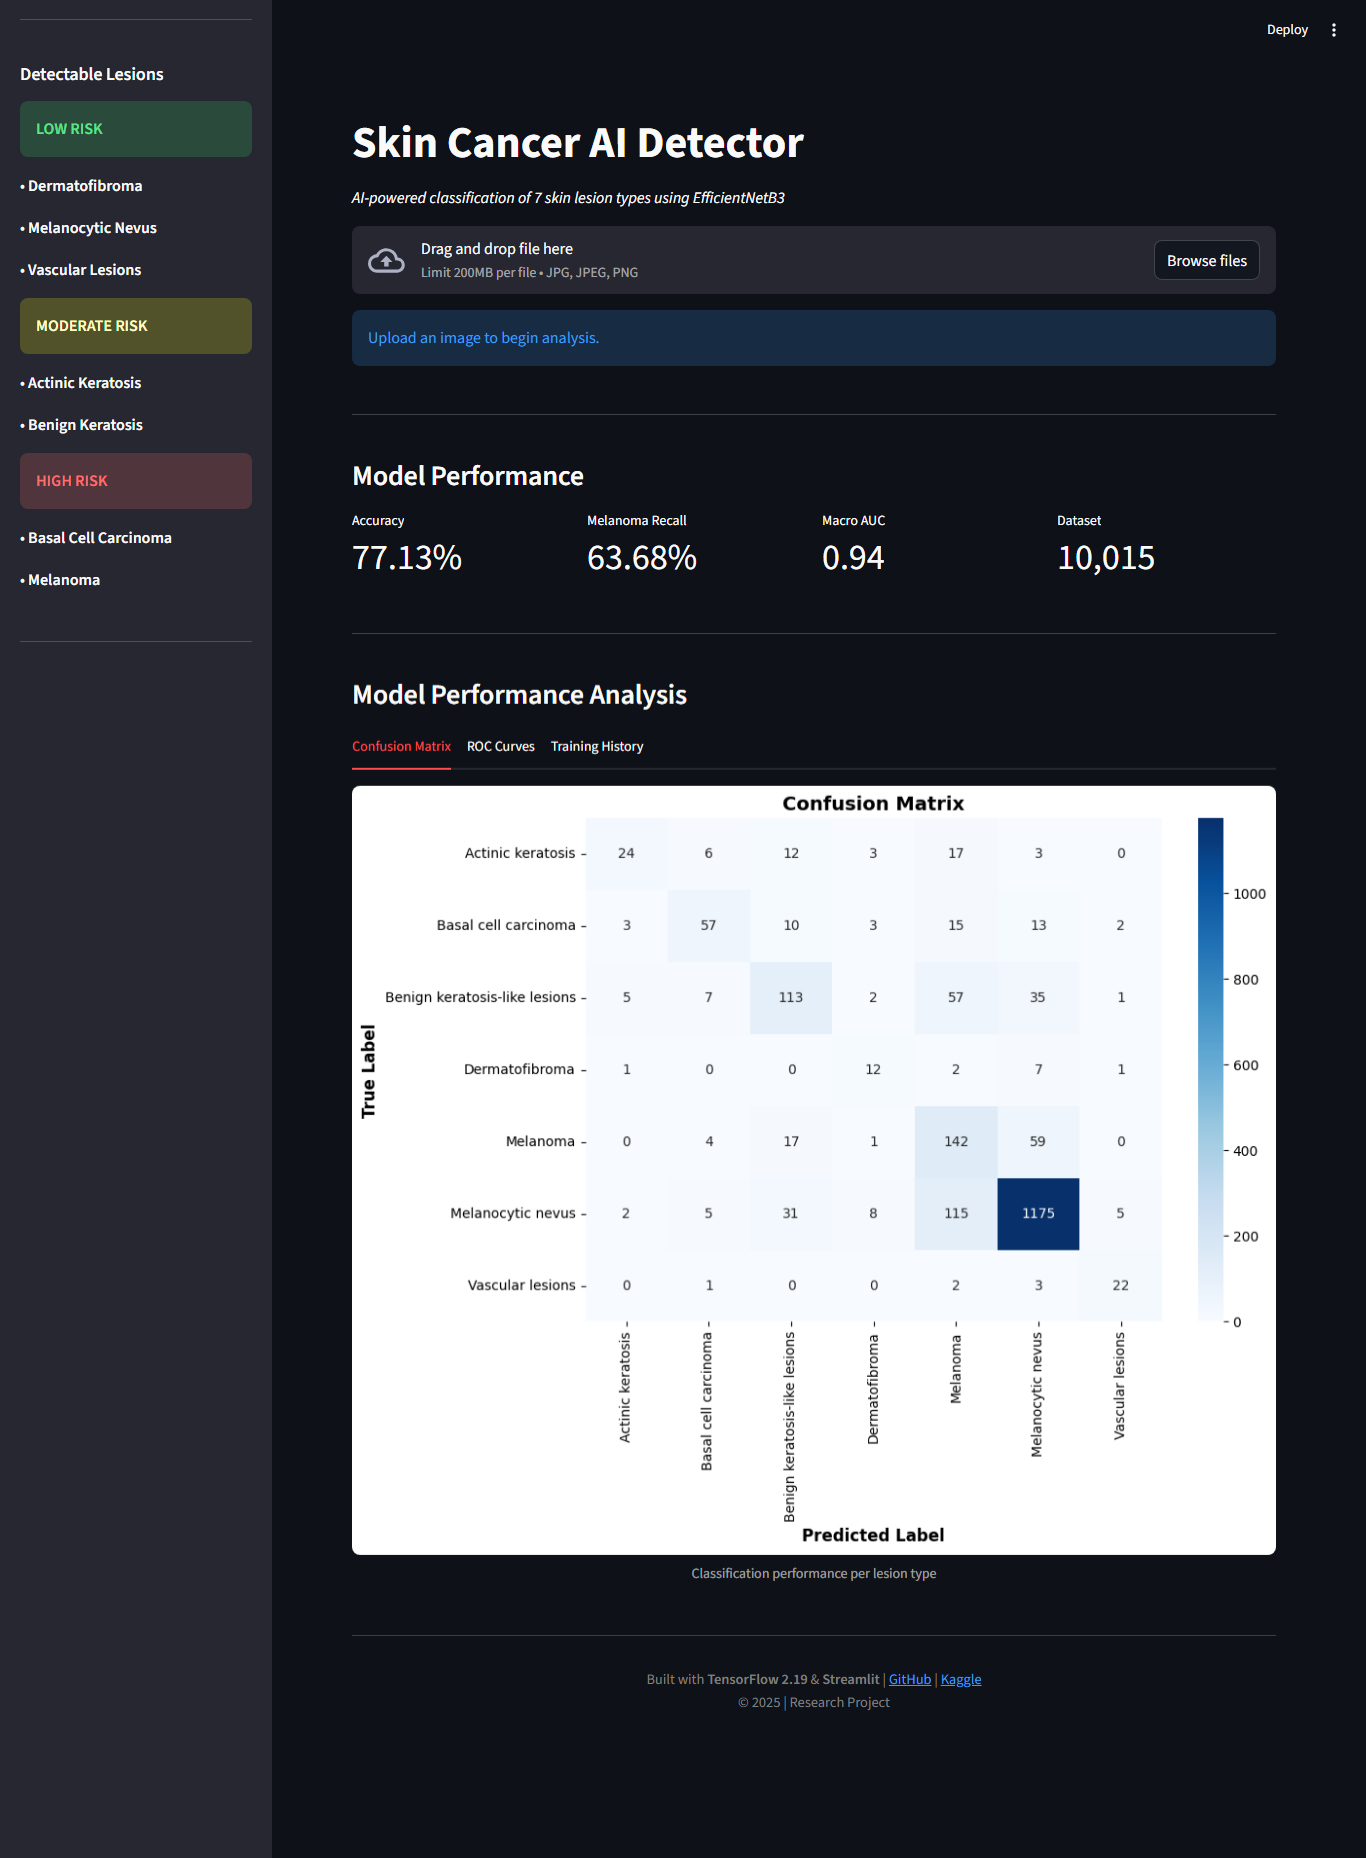 Detectable Lesions
LOW RISK
• Dermatofibroma
• Melanocytic Nevus
• Vascular Lesions
MODERATE RISK
• Actinic Keratosis
• Benign Keratosis
HIGH RISK
• Basal Cell Carcinoma
• Melanoma
Deploy
Skin Cancer AI Detector
AI-powered classification of 7 skin lesion types using EfficientNetB3
Drag and drop file here
Limit 200MB per file • JPG, JPEG, PNG
Browse files
Upload an image to begin analysis.
Model Performance
Accuracy
77.13%
Melanoma Recall
63.68%
Macro AUC
0.94
Dataset
10,015
Model Performance Analysis
Confusion Matrix ROC Curves Training History
Confusion Matrix
True Label
Actinic keratosis 24 6 12 3 17 3 0
Basal cell carcinoma 3 57 10 3 15 13 2
Benign keratosis-like lesions 5 7 113 2 57 35 1
Dermatofibroma 1 0 0 12 2 7 1
Melanoma 0 4 17 1 142 59 0
Melanocytic nevus 2 5 31 8 115 1175 5
Vascular lesions 0 1 0 0 2 3 22
Actinic keratosis
Basal cell carcinoma
Benign keratosis-like lesions
Dermatofibroma
Melanoma
Melanocytic nevus
Vascular lesions
Predicted Label
1000
800
600
400
200
0
Classification performance per lesion type
Built with TensorFlow 2.19 & Streamlit | GitHub | Kaggle
© 2025 | Research Project